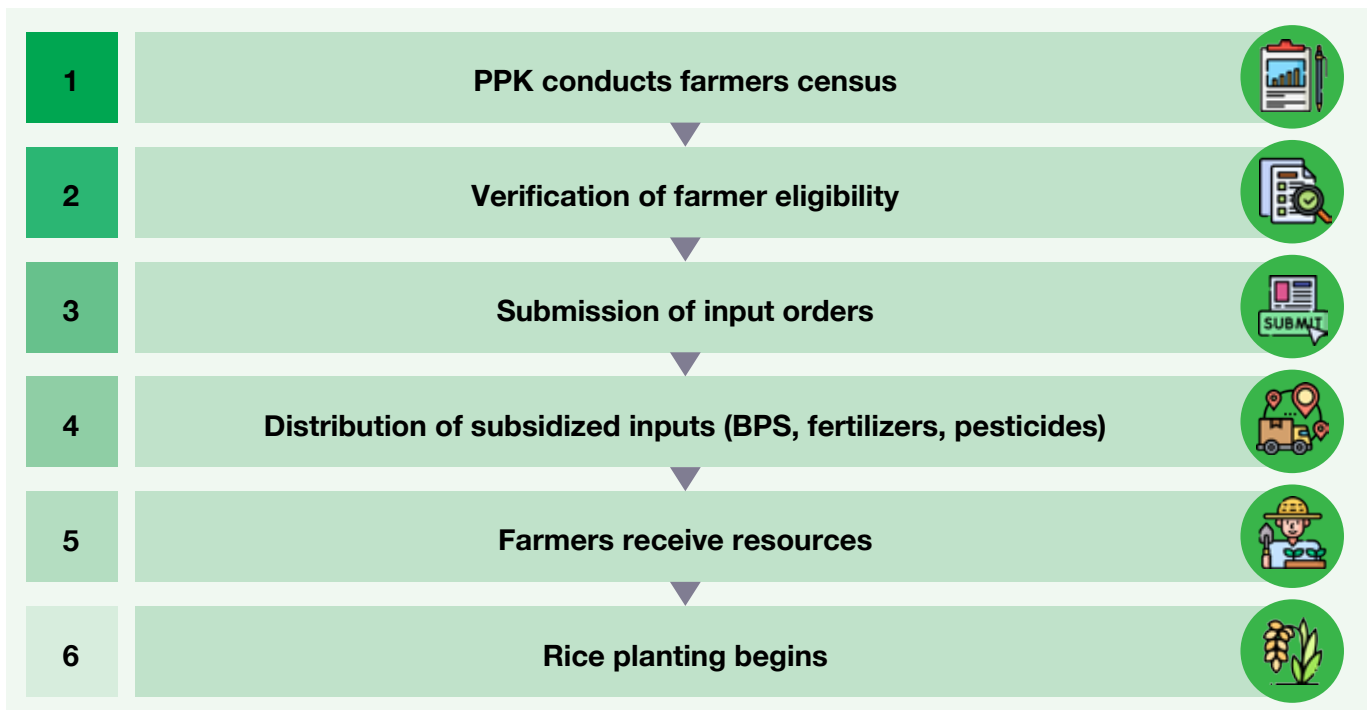 1
PPK conducts farmers census
2
Verification of farmer eligibility
3
Submission of input orders
SUBMIT
4
Distribution of subsidized inputs (BPS, fertilizers, pesticides)
5
Farmers receive resources
6
Rice planting begins